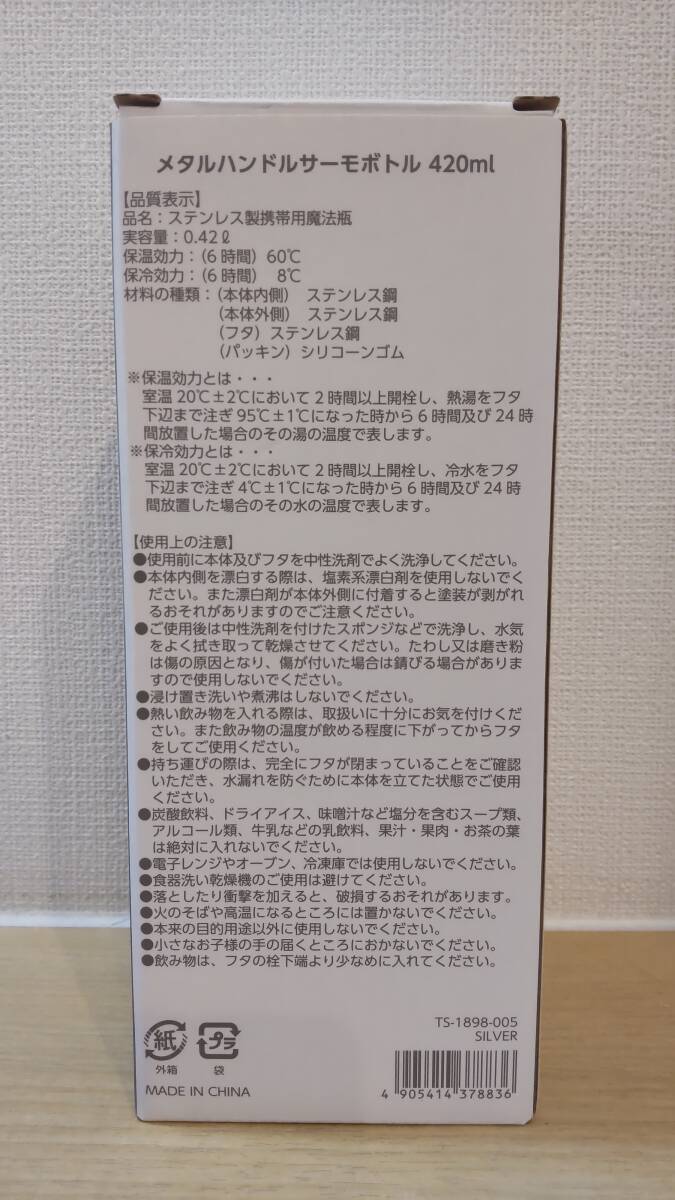 メタルハンドルサーモボトル 420ml
【品質表示】
品名：ステンレス製携帯用魔法瓶
実容量：0.42ℓ
保温効力：（6時間）60℃
保冷効力：（6時間） 8℃
材料の種類：（本体内側） ステンレス鋼
（本体外側） ステンレス鋼
（フタ）ステンレス鋼
（パッキン）シリコーンゴム
※保温効力とは・・・
室温20℃±2℃において2時間以上開栓し、熱湯をフタ
下辺まで注ぎ95℃±1℃になった時から6時間及び24時
間放置した場合のその湯の温度で表します。
※保冷効力とは・・・
室温20℃±2℃において2時間以上開栓し、冷水をフタ
下辺まで注ぎ4℃±1℃になった時から6時間及び24時
間放置した場合のその水の温度で表します。
【使用上の注意】
●使用前に本体及びフタを中性洗剤でよく洗浄してください。
●本体内側を漂白する際は、塩素系漂白剤を使用しないでく
ださい。また漂白剤が本体外側に付着すると塗装が剥がれ
るおそれがありますのでご注意ください。
●ご使用後は中性洗剤を付けたスポンジなどで洗浄し、水気
をよく拭き取って乾燥させてください。たわし又は磨き粉
は傷の原因となり、傷が付いた場合は錆びる場合がありま
すので使用しないでください。
●浸け置き洗いや煮沸はしないでください。
●熱い飲み物を入れる際は、取扱いに十分にお気を付けくだ
さい。また飲み物の温度が飲める程度に下がってからフタ
をしてご使用ください。
●持ち運びの際は、完全にフタが閉まっていることをご確認
いただき、水漏れを防ぐために本体を立てた状態でご使用
ください。
●炭酸飲料、ドライアイス、味噌汁など塩分を含むスープ類、
アルコール類、牛乳などの乳飲料、果汁・果肉・お茶の葉
は絶対に入れないでください。
●電子レンジやオーブン、冷凍庫では使用しないでください。
●食器洗い乾燥機のご使用は避けてください。
●落としたり衝撃を加えると、破損するおそれがあります。
●火のそばや高温になるところには置かないでください。
●本来の目的用途以外に使用しないでください。
●小さなお子様の手の届くところにおかないでください。
●飲み物は、フタの栓下端より少なめに入れてください。
TS-1898-005
SILVER
紙 プラ
外箱 袋
MADE IN CHINA
4 905414 378836